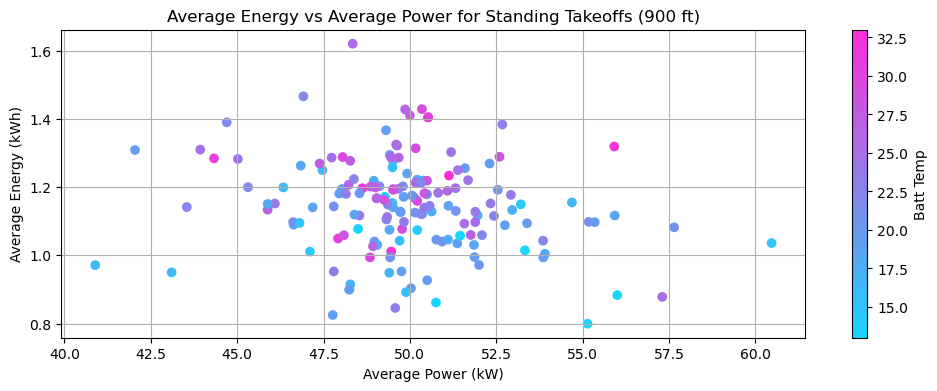 Average Energy vs Average Power for Standing Takeoffs (900 ft)
Average Energy (kWh)
1.6
1.4
1.2
1.0
0.8
40.0 42.5 45.0 47.5 50.0 52.5 55.0 57.5 60.0
Average Power (kW)
32.5
30.0
27.5
25.0
22.5
20.0
17.5
15.0
Batt Temp